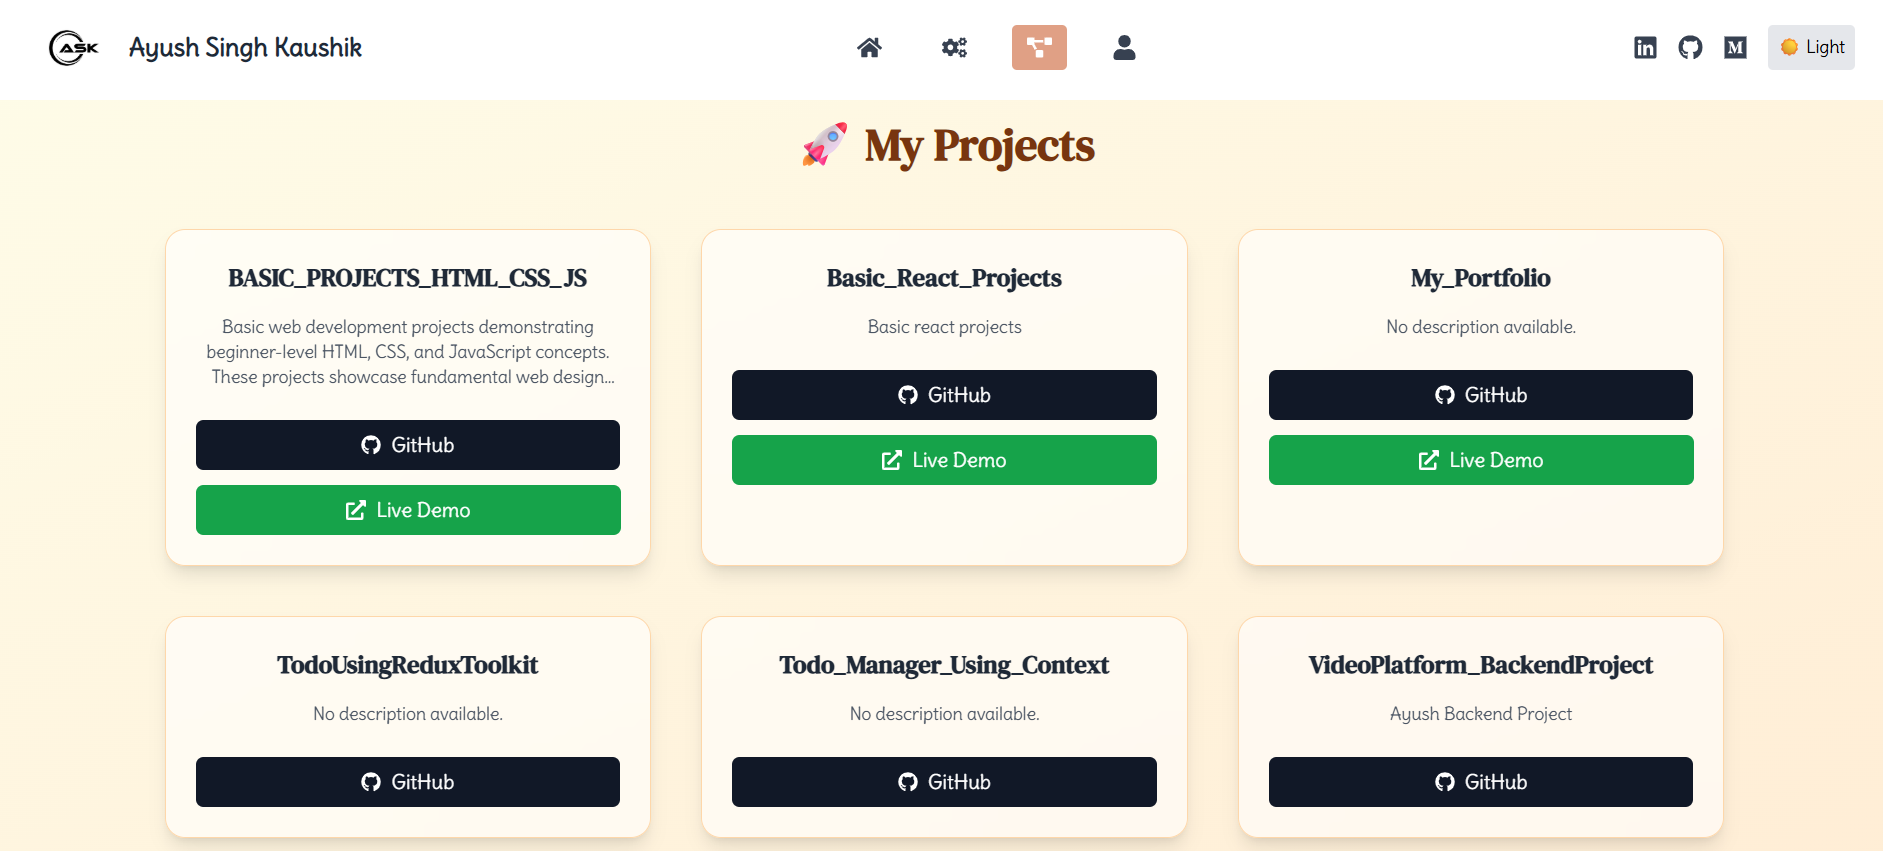 ASK
Ayush Singh Kaushik
Light
My Projects
BASIC_PROJECTS_HTML_CSS_JS
Basic web development projects demonstrating
beginner-level HTML, CSS, and JavaScript concepts.
These projects showcase fundamental web design...
GitHub
Live Demo
Basic_React_Projects
Basic react projects
GitHub
Live Demo
My_Portfolio
No description available.
GitHub
Live Demo
TodoUsingReduxToolkit
No description available.
GitHub
Todo_Manager_Using_Context
No description available.
GitHub
VideoPlatform_BackendProject
Ayush Backend Project
GitHub